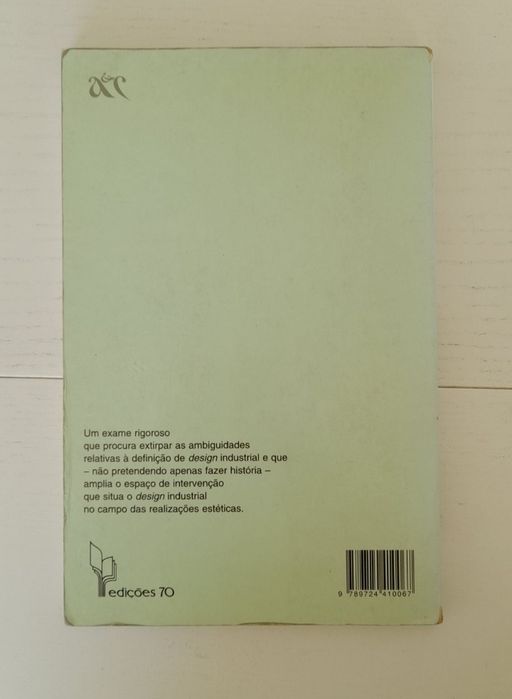 a&c
Um exame rigoroso
que procura extirpar as ambiguidades
relativas à definição de design industrial e que
– não pretendendo apenas fazer história –
amplia o espaço de intervenção
que situa o design industrial
no campo das realizações estéticas.
edições 70
9 789724 410067